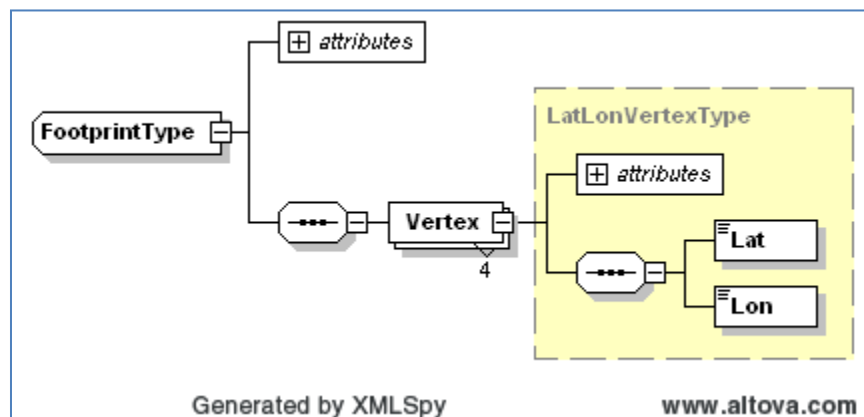 attributes
LatLonVertexType
FootprintType
attributes
Vertex
Lat
4
Lon
Generated by XMLSpy www.altova.com